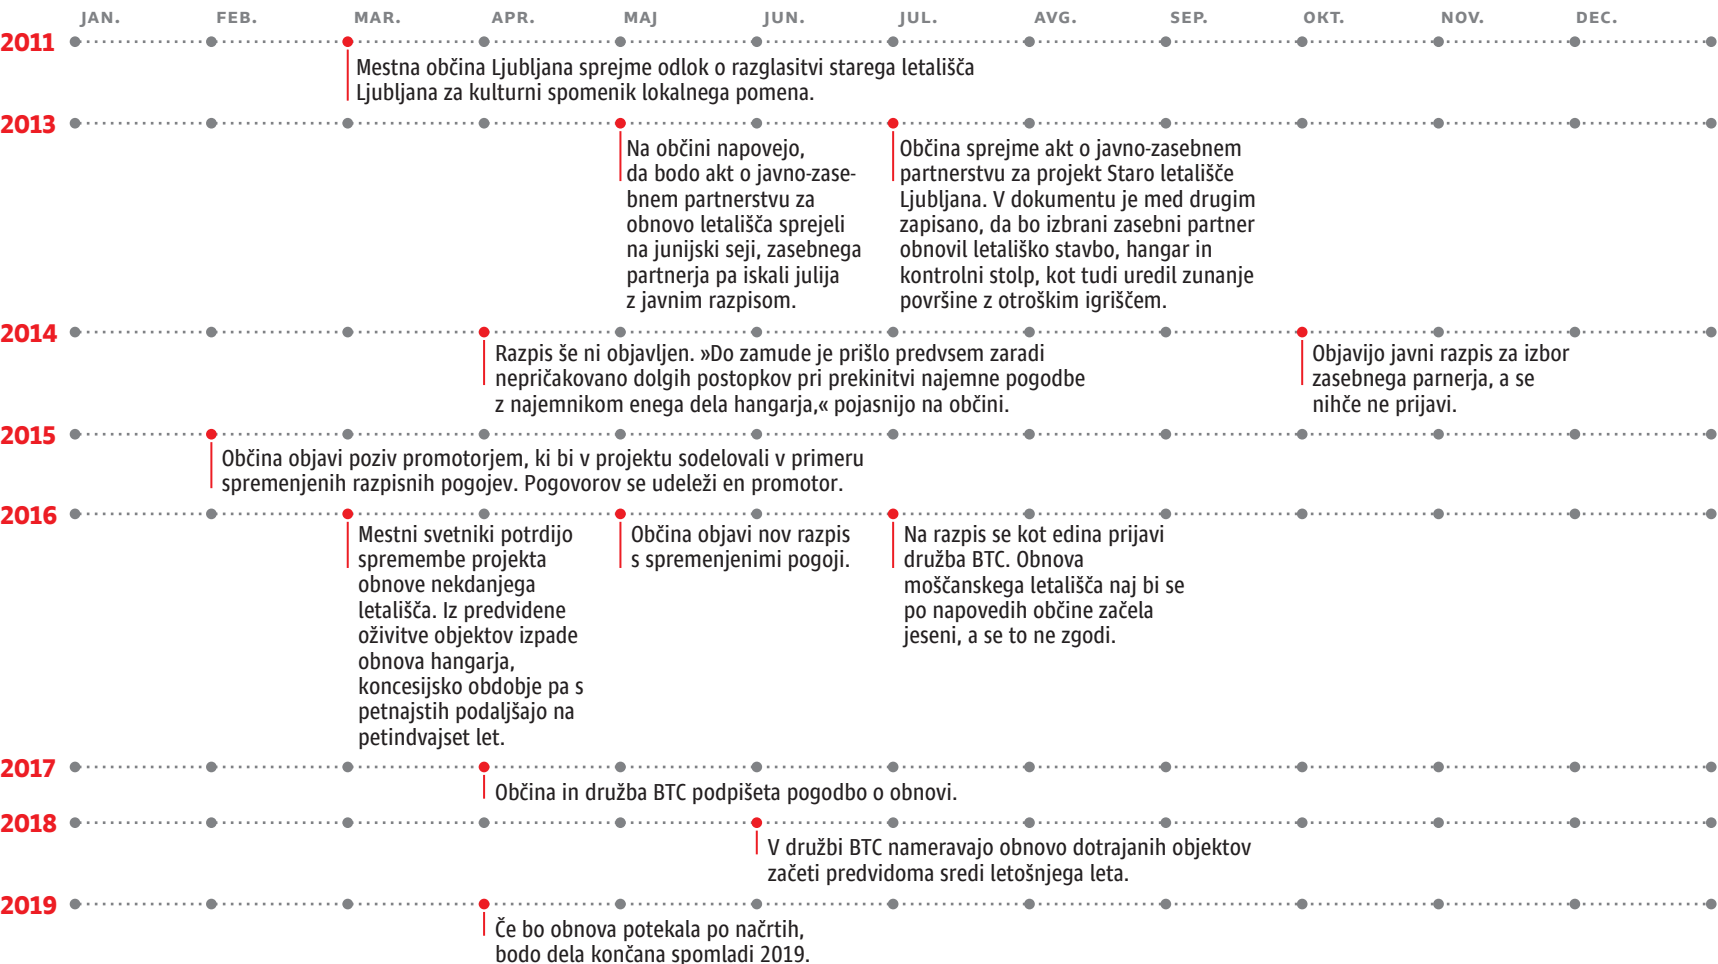 JAN. FEB. MAR. APR. MAJ JUN. JUL. AVG. SEP. OKT. NOV. DEC.
2011
Mestna občina Ljubljana sprejme odlok o razglasitvi starega letališča
Ljubljana za kulturni spomenik lokalnega pomena.
2013
Na občini napovejo,
da bodo akt o javno-zase-
bnem partnerstvu za
obnovo letališča sprejeli
na junijski seji, zasebnega
partnerja pa iskali julija
z javnim razpisom.
Občina sprejme akt o javno-zasebnem
partnerstvu za projekt Staro letališče
Ljubljana. V dokumentu je med drugim
zapisano, da bo izbrani zasebni partner
obnovil letališko stavbo, hangar in
kontrolni stolp, kot tudi uredil zunanje
površine z otroškim igriščem.
2014
Razpis še ni objavljen. »Do zamude je prišlo predvsem zaradi
nepričakovano dolgih postopkov pri prekinitvi najemne pogodbe
z najemnikom enega dela hangarja,« pojasnijo na občini.
Objavijo javni razpis za izbor
zasebnega parnerja, a se
nihče ne prijavi.
2015
Občina objavi poziv promotorjem, ki bi v projektu sodelovali v primeru
spremenjenih razpisnih pogojev. Pogovorov se udeleži en promotor.
2016
Mestni svetniki potrdijo
spremembe projekta
obnove nekdanjega
letališča. Iz predvidene
oživitve objektov izpade
obnova hangarja,
koncesijsko obdobje pa s
petnajstih podaljšajo na
petindvajset let.
Občina objavi nov razpis
s spremenjenimi pogoji.
Na razpis se kot edina prijavi
družba BTC. Obnova
moščanskega letališča naj bi se
po napovedih občine začela
jeseni, a se to ne zgodi.
2017
Občina in družba BTC podpišeta pogodbo o obnovi.
2018
V družbi BTC nameravajo obnovo dotrajanih objektov
začeti predvidoma sredi letošnjega leta.
2019
Če bo obnova potekala po načrtih,
bodo dela končana spomladi 2019.